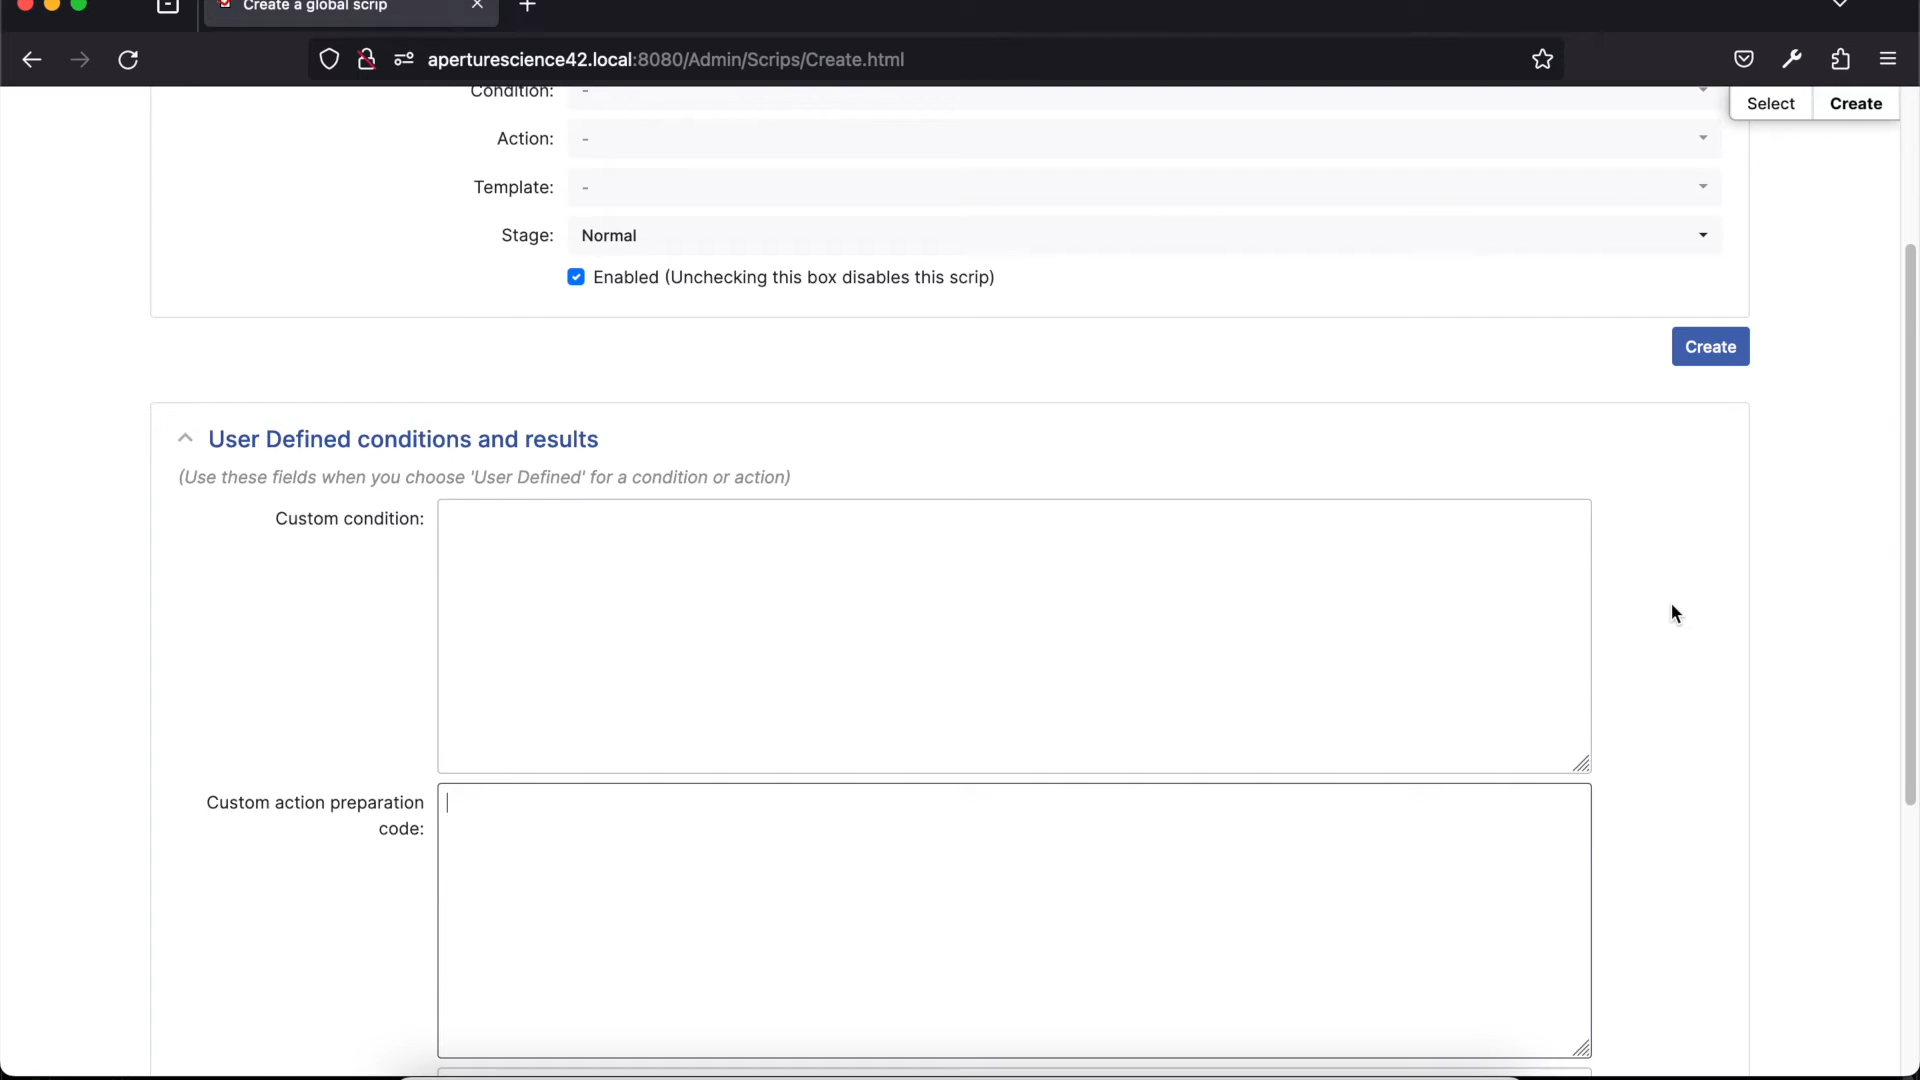 Create a global scrip
aperturescience42.local:8080/Admin/Scrips/Create.html
Select Create
Condition: -
Action: -
Template: -
Stage: Normal
Enabled (Unchecking this box disables this scrip)
Create
User Defined conditions and results
(Use these fields when you choose 'User Defined' for a condition or action)
Custom condition:
Custom action preparation
code: